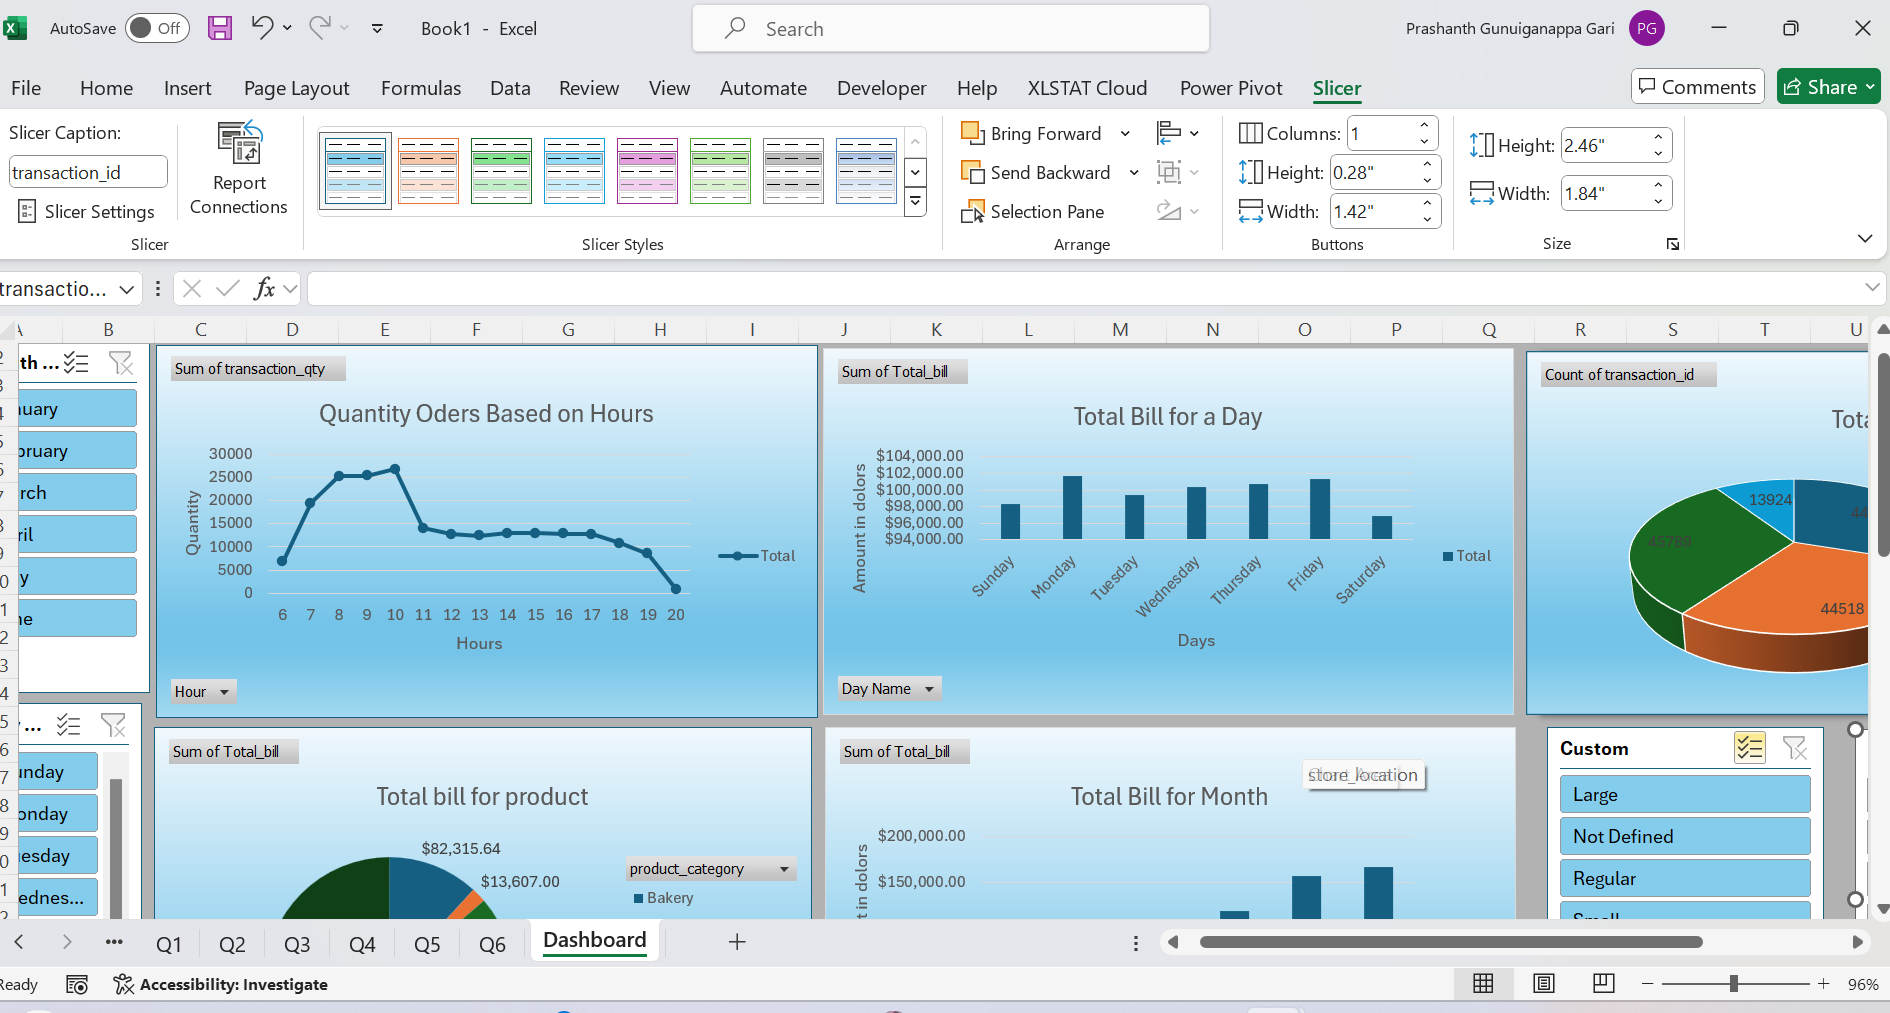 AutoSave Off Book1 - Excel Search Prashanth Gunuiganappa Gari PG
File Home Insert Page Layout Formulas Data Review View Automate Developer Help XLSTAT Cloud Power Pivot Slicer Comments Share
Slicer Caption:
transaction_id
Slicer Settings
Report
Connections
Slicer
Slicer Styles
Bring Forward
Send Backward
Selection Pane
Arrange
Columns: 1
Height: 0.28"
Width: 1.42"
Buttons
Height: 2.46"
Width: 1.84"
Size
transactio... fx
A B C D E F G H I J K L M N O P Q R S T U
th ...
uary
bruary
rch
ril
y
ne
Sum of transaction_qty
Quantity Oders Based on Hours
30000
25000
20000
15000
10000
5000
0
Quantity
6 7 8 9 10 11 12 13 14 15 16 17 18 19 20
Hours
Total
Hour
Sum of Total_bill
Total Bill for a Day
$104,000.00
$102,000.00
$100,000.00
$98,000.00
$96,000.00
$94,000.00
Amount in dolors
Sunday Monday Tuesday Wednesday Thursday Friday Saturday
Days
Total
Day Name
Count of transaction_id
Tota
13924
44
45789
44518
...
nday
onday
esday
ednes...
Sum of Total_bill
Total bill for product
$82,315.64
$13,607.00
product_category
Bakery
Sum of Total_bill
store_location
Total Bill for Month
$200,000.00
$150,000.00
t in dolors
Custom
Large
Not Defined
Regular
Small
... Q1 Q2 Q3 Q4 Q5 Q6 Dashboard
Ready Accessibility: Investigate 96%